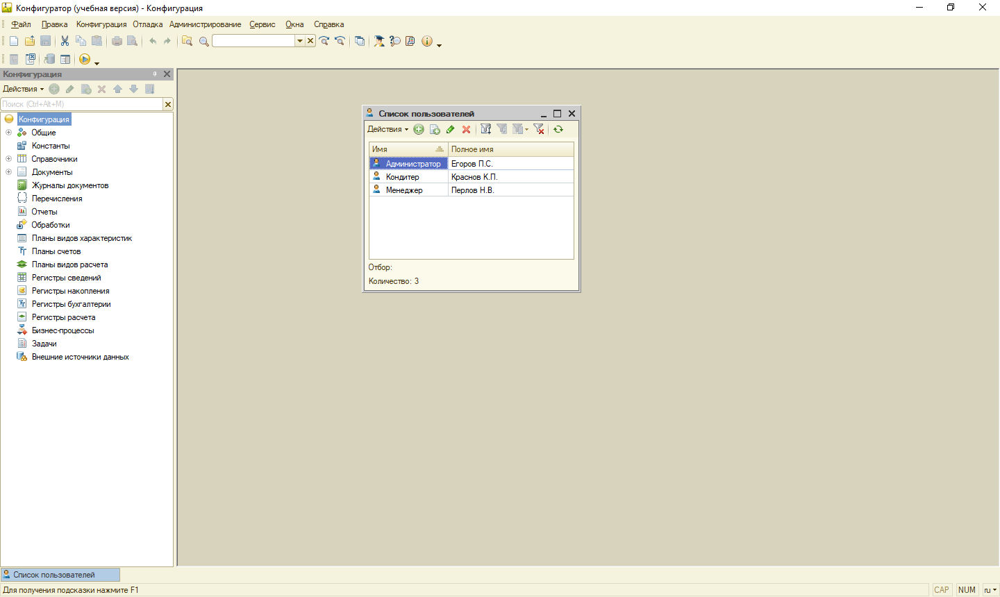 Конфигуратор (учебная версия) - Конфигурация
Файл Правка Конфигурация Отладка Администрирование Сервис Окна Справка
Конфигурация
Действия
Поиск (Ctrl+Alt+M)
Конфигурация
Общие
Константы
Справочники
Документы
Журналы документов
Перечисления
Отчеты
Обработки
Планы видов характеристик
Планы счетов
Планы видов расчета
Регистры сведений
Регистры накопления
Регистры бухгалтерии
Регистры расчета
Бизнес-процессы
Задачи
Внешние источники данных
Список пользователей
Действия
Имя Полное имя
Администратор Егоров П.С.
Кондитер Краснов К.П.
Менеджер Перлов Н.В.
Отбор:
Количество: 3
Список пользователей
Для получения подсказки нажмите F1 CAP NUM ru